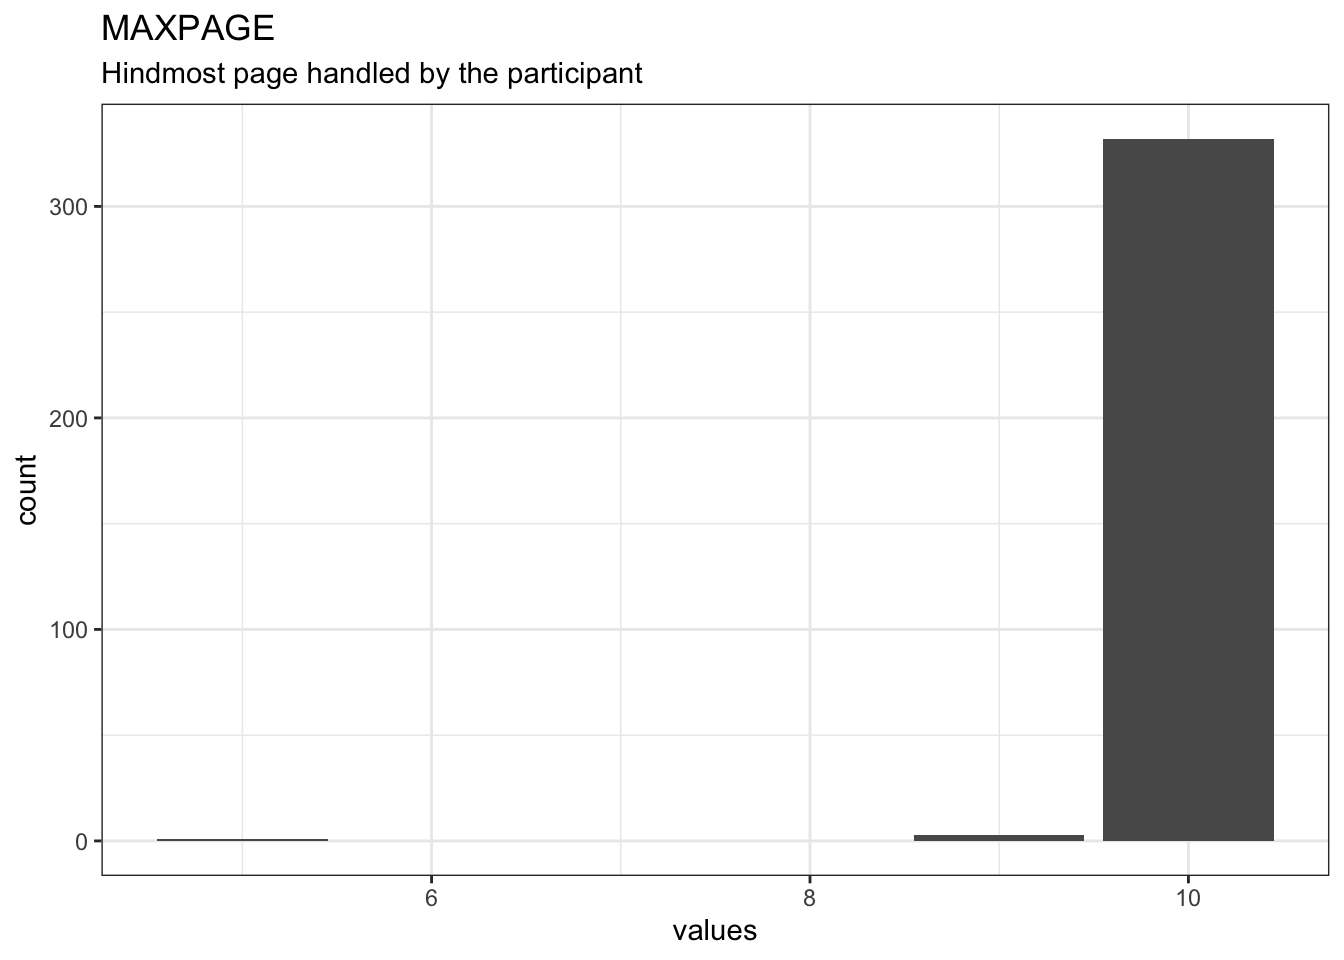 MAXPAGE
Hindmost page handled by the participant
300
200
100
0
count
6 8 10
values